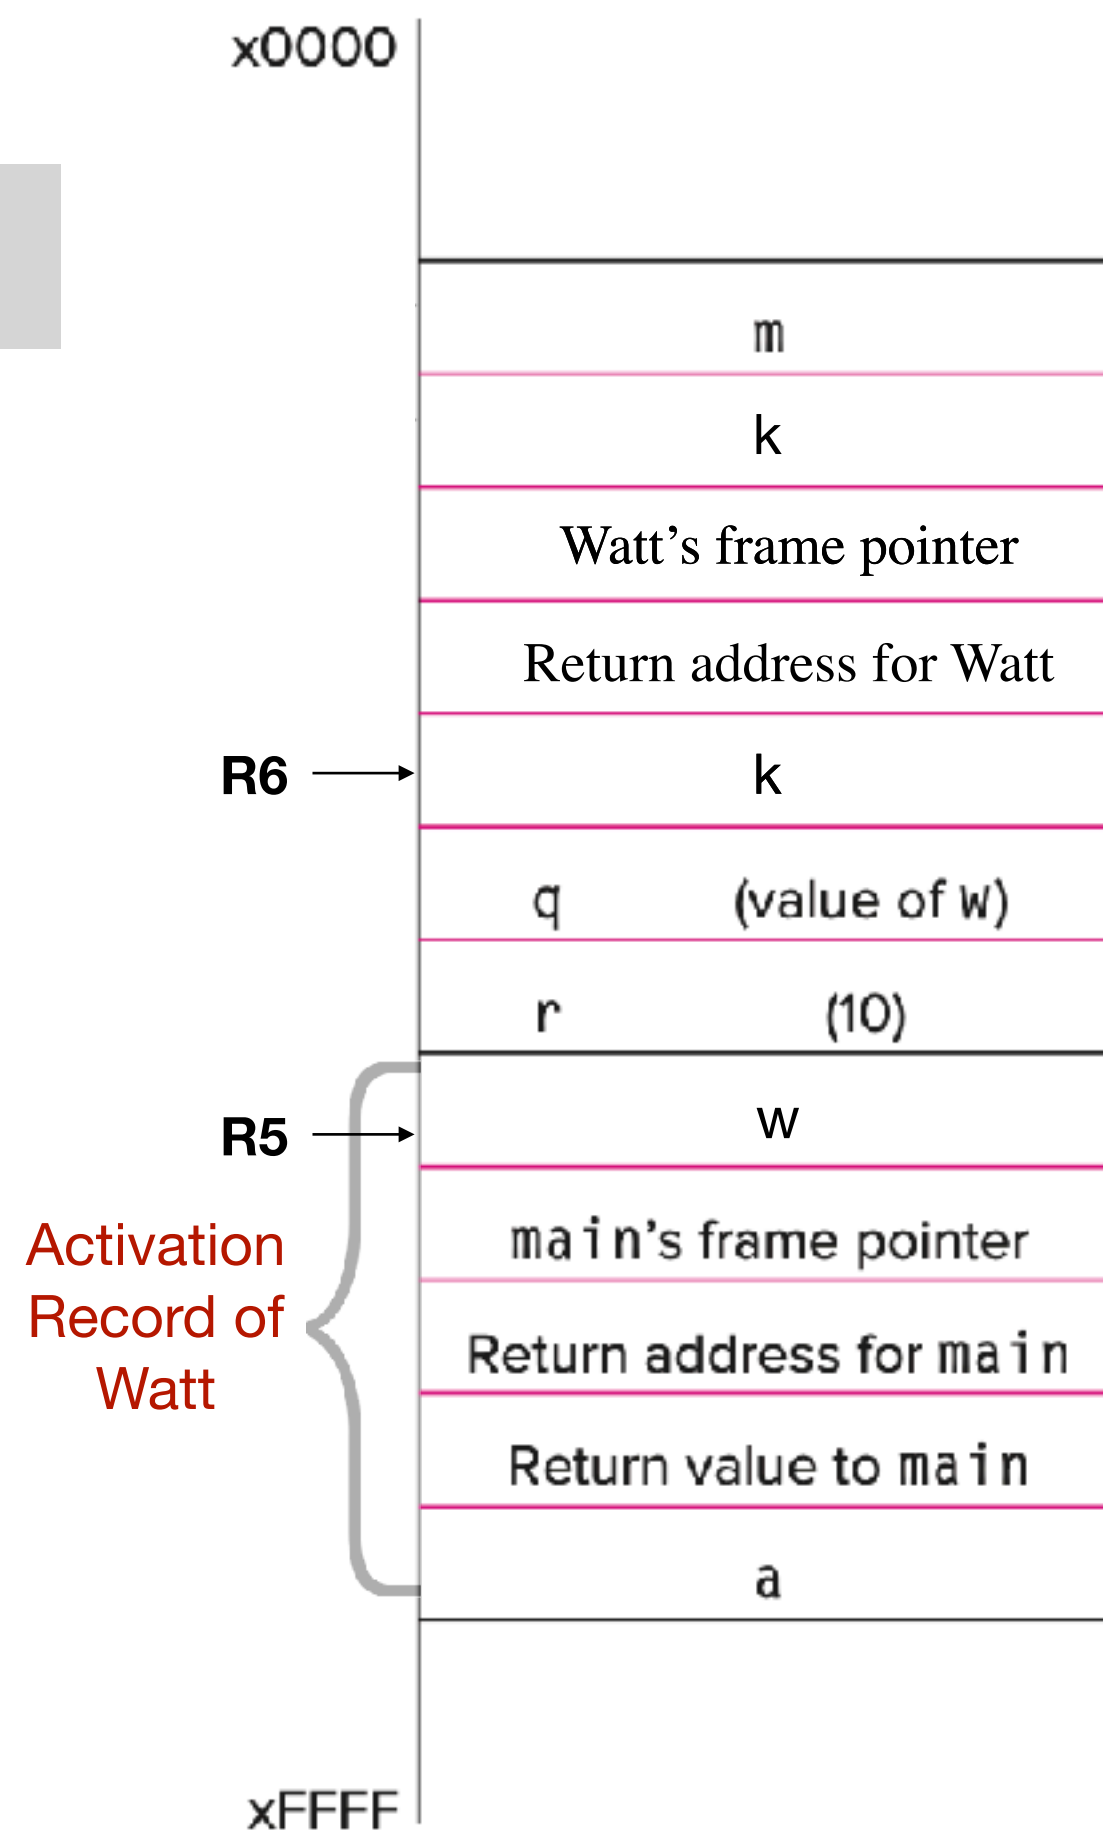 x0000
m
k
Watt’s frame pointer
Return address for Watt
R6 k
q (value of w)
r (10)
R5 w
main’s frame pointer
Activation
Record of
Watt
Return address for main
Return value to main
a
xFFFF